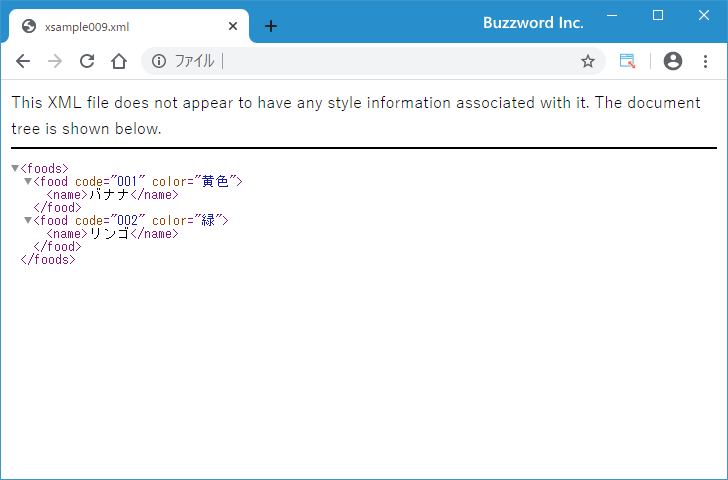 xsample009.xml
Buzzword Inc.
ファイル
This XML file does not appear to have any style information associated with it. The document
tree is shown below.
<foods>
<food code="001" color="黄色">
<name>バナナ</name>
</food>
<food code="002" color="緑">
<name>リンゴ</name>
</food>
</foods>